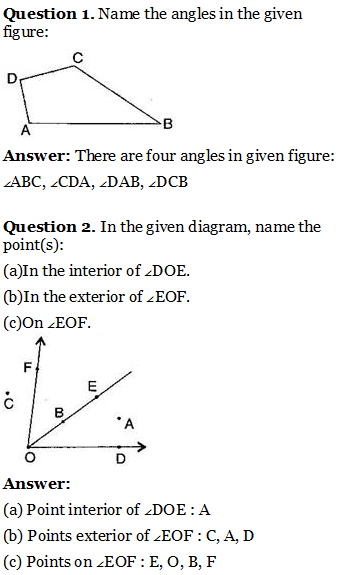 Question 1. Name the angles in the given
figure:
C
D
A
B
Answer: There are four angles in given figure:
∠ABC, ∠CDA, ∠DAB, ∠DCB
Question 2. In the given diagram, name the
point(s):
(a)In the interior of ∠DOE.
(b)In the exterior of ∠EOF.
(c)On ∠EOF.
F
E
C
B
A
O
D
Answer:
(a) Point interior of ∠DOE : A
(b) Points exterior of ∠EOF : C, A, D
(c) Points on ∠EOF : E, O, B, F